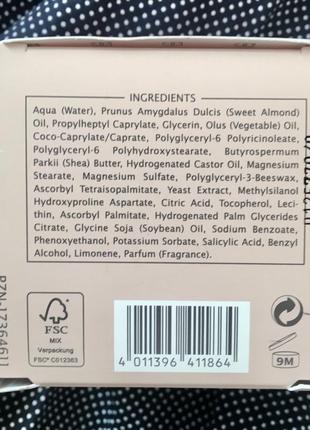 INGREDIENTS
Aqua (Water), Prunus Amygdalus Dulcis (Sweet Almond)
Oil, Propylheptyl Caprylate, Glycerin, Olus (Vegetable) Oil,
Coco-Caprylate/Caprate, Polyglyceryl-6 Polyricinoleate,
Polyglyceryl-6 Polyhydroxystearate, Butyrospermum
Parkii (Shea) Butter, Hydrogenated Castor Oil, Magnesium
Stearate, Magnesium Sulfate, Polyglyceryl-3-Beeswax,
Ascorbyl Tetraisopalmitate, Yeast Extract, Methylsilanol
Hydroxyproline Aspartate, Citric Acid, Tocopherol, Leci-
thin, Ascorbyl Palmitate, Hydrogenated Palm Glycerides
Citrate, Glycine Soja (Soybean) Oil, Sodium Benzoate,
Phenoxyethanol, Potassium Sorbate, Salicylic Acid, Benzyl
Alcohol, Limonene, Parfum (Fragrance).
FSC
MIX
Verpackung
FSC® C012363
4 011396 411864
PZN-17364611